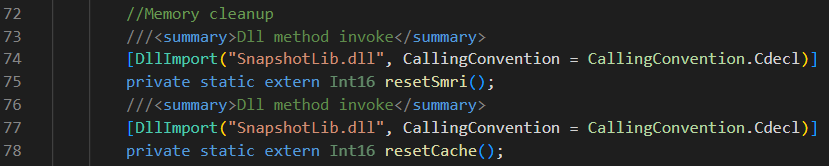 72 //Memory cleanup
73 ///<summary>Dll method invoke</summary>
74 [DllImport("SnapshotLib.dll", CallingConvention = CallingConvention.Cdecl)]
75 private static extern Int16 resetSmri();
76 ///<summary>Dll method invoke</summary>
77 [DllImport("SnapshotLib.dll", CallingConvention = CallingConvention.Cdecl)]
78 private static extern Int16 resetCache();